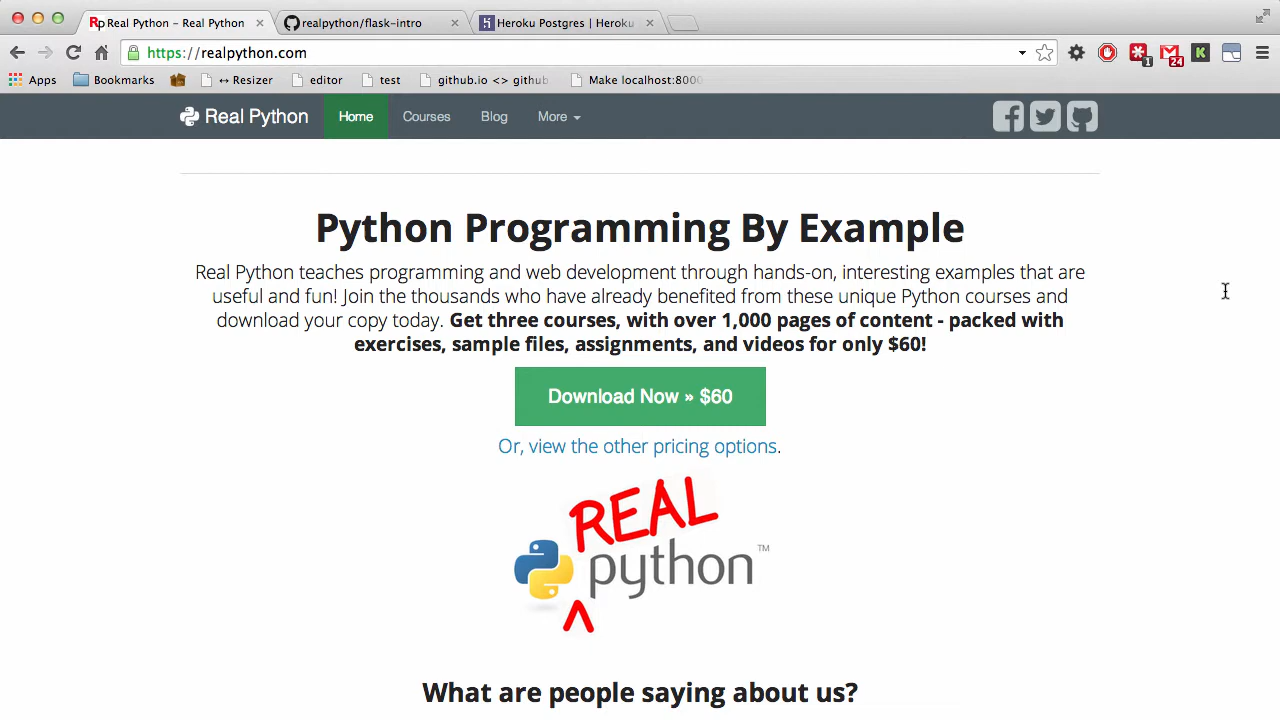 Real Python – Real Python
realpython/flask-intro
Heroku Postgres | Heroku
https://realpython.com
1
24
K
Apps
Bookmarks
↔ Resizer
editor
test
github.io <> github
Make localhost:8000
Real Python
Home
Courses
Blog
More
Python Programming By Example
Real Python teaches programming and web development through hands-on, interesting examples that are
useful and fun! Join the thousands who have already benefited from these unique Python courses and
download your copy today. Get three courses, with over 1,000 pages of content - packed with
exercises, sample files, assignments, and videos for only $60!
Download Now » $60
Or, view the other pricing options.
REAL
python™
What are people saying about us?